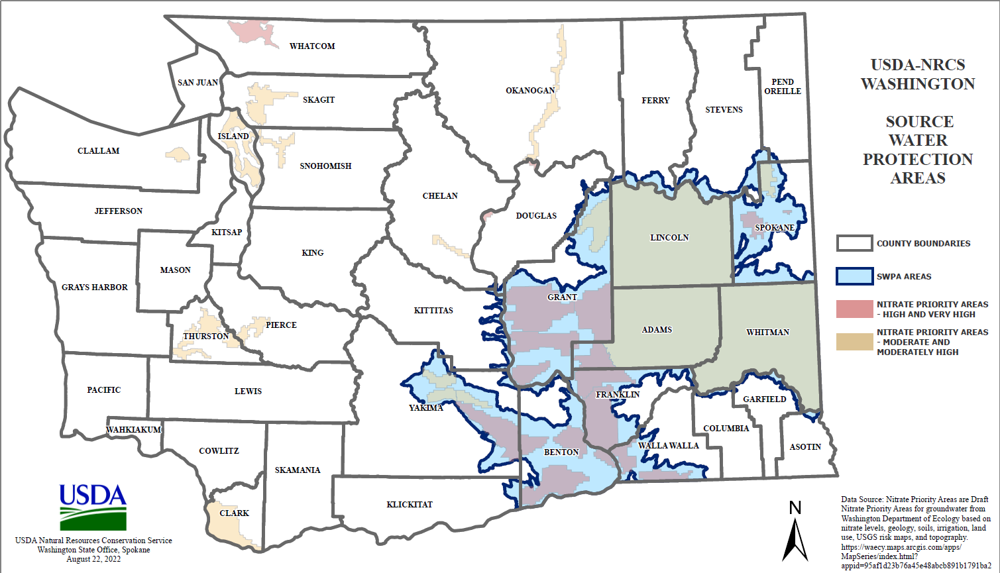 USDA-NRCS
WASHINGTON
SOURCE
WATER
PROTECTION
AREAS
WHATCOM
SAN JUAN
SKAGIT
OKANOGAN
FERRY
STEVENS
PEND
OREILLE
CLALLAM
ISLAND
SNOHOMISH
JEFFERSON
CHELAN
DOUGLAS
KITSAP
KING
LINCOLN
SPOKANE
MASON
GRAYS HARBOR
KITTITAS
GRANT
PIERCE
THURSTON
ADAMS
WHITMAN
PACIFIC
LEWIS
YAKIMA
FRANKLIN
GARFIELD
WAHKIAKUM
COLUMBIA
WALLA WALLA
ASOTIN
COWLITZ
BENTON
SKAMANIA
KLICKITAT
CLARK
COUNTY BOUNDARIES
SWPA AREAS
NITRATE PRIORITY AREAS
- HIGH AND VERY HIGH
NITRATE PRIORITY AREAS
- MODERATE AND
MODERATELY HIGH
USDA
USDA Natural Resources Conservation Service
Washington State Office, Spokane
August 22, 2022
N
Data Source: Nitrate Priority Areas are Draft
Nitrate Priority Areas for groundwater from
Washington Department of Ecology based on
nitrate levels, geology, soils, irrigation, land
use, USGS risk maps, and topography.
https://waecy.maps.arcgis.com/apps/
MapSeries/index.html?
appid=95af1d23b76a45e48abcb891b1791ba2